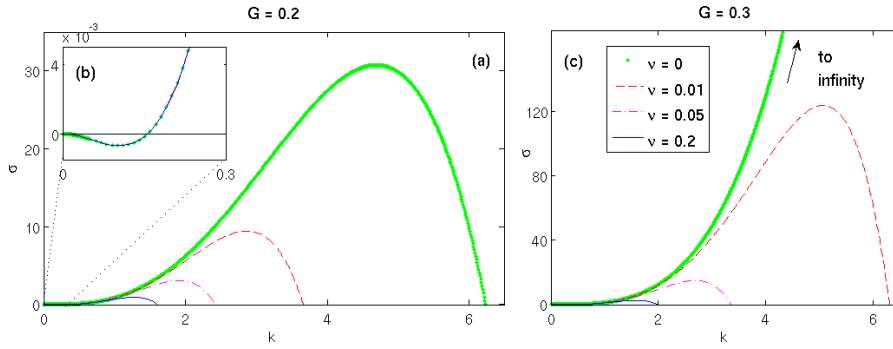 G = 0.2
σ
30
20
10
0
0
2
4
6
k
(a)
x 10⁻³
4
0
0
0.3
(b)
G = 0.3
σ
160
120
80
40
0
0
2
4
6
k
(c)
ν = 0
ν = 0.01
ν = 0.05
ν = 0.2
to
infinity